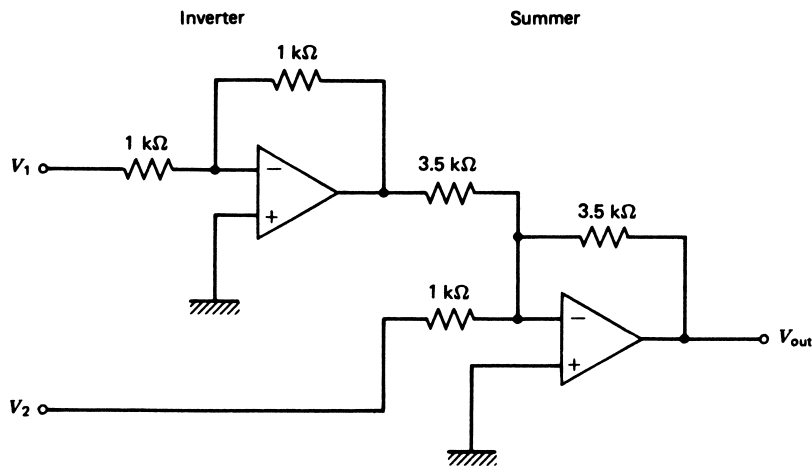 Inverter
Summer
1 kΩ
1 kΩ
V₁
−
+
3.5 kΩ
3.5 kΩ
1 kΩ
−
+
V₂
Vout